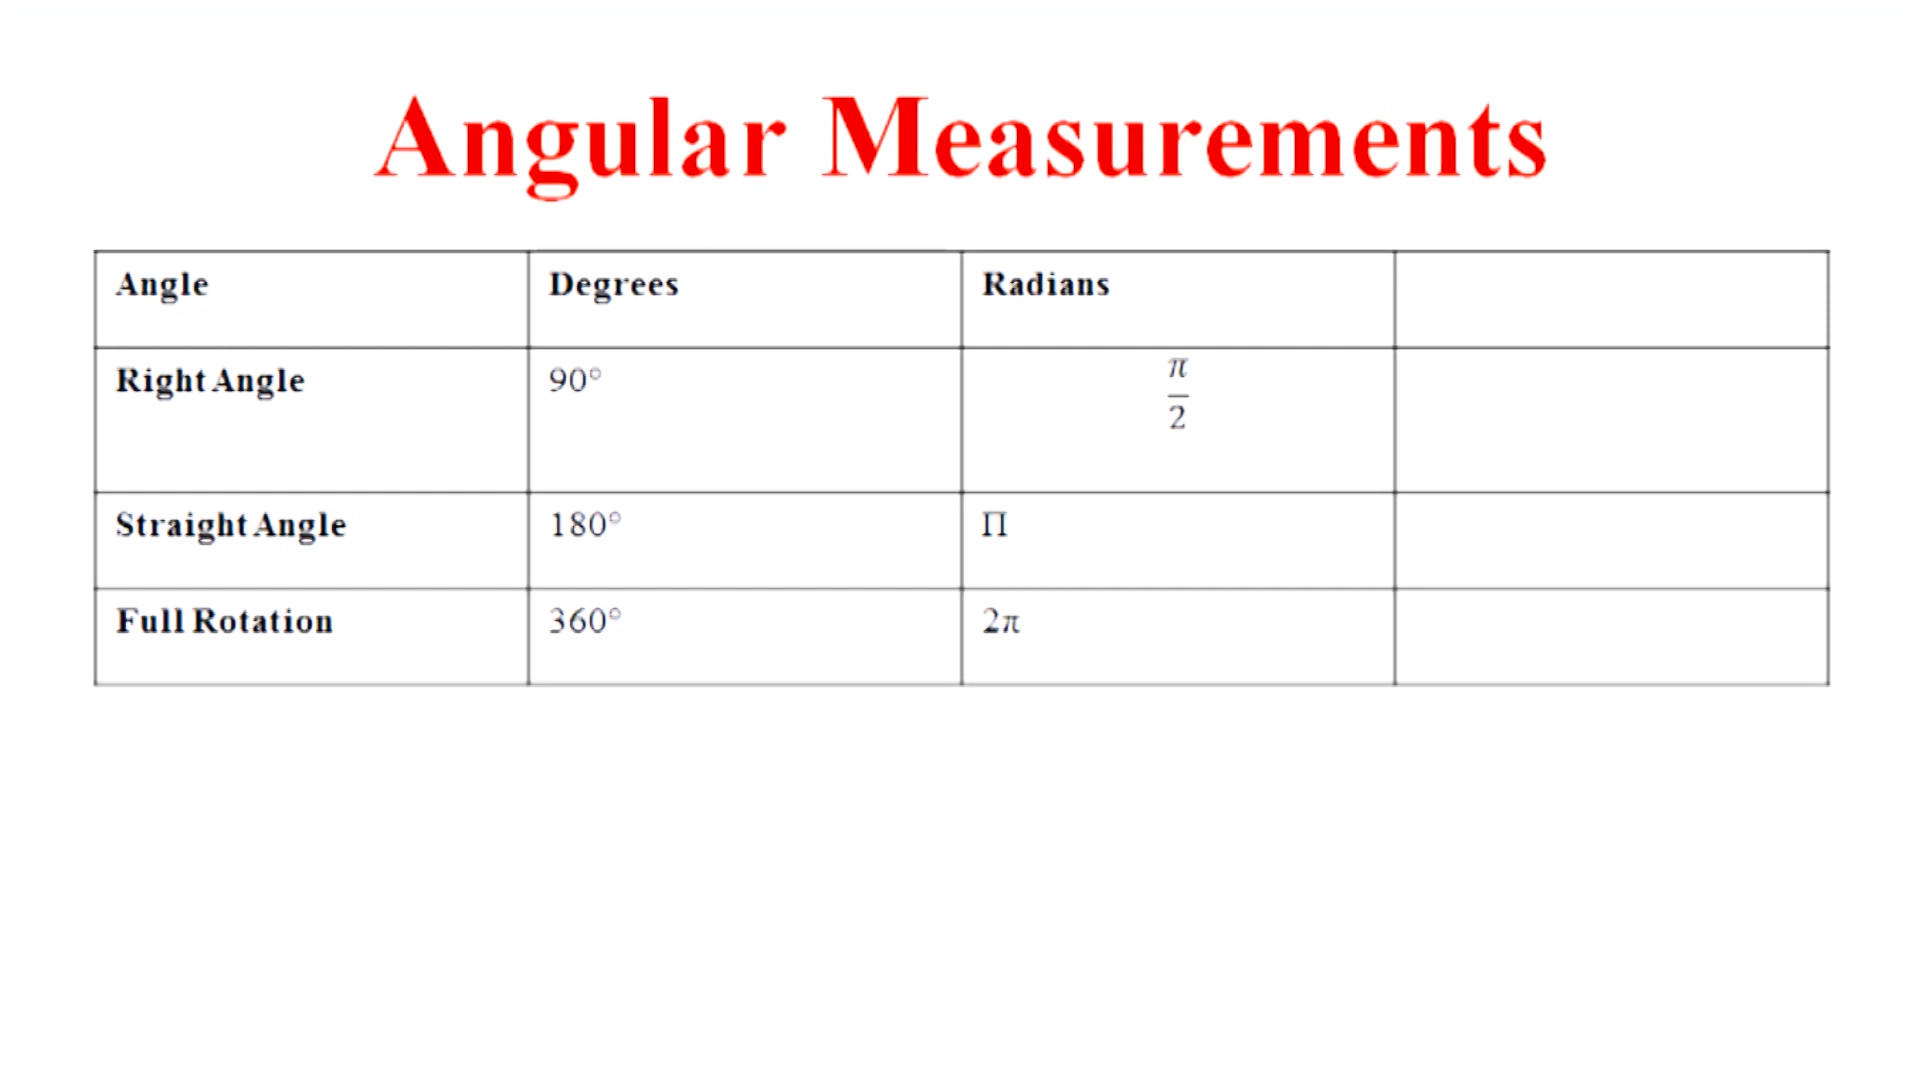 Angular Measurements
Angle Degrees Radians
Right Angle 90° π/2
Straight Angle 180° Π
Full Rotation 360° 2π